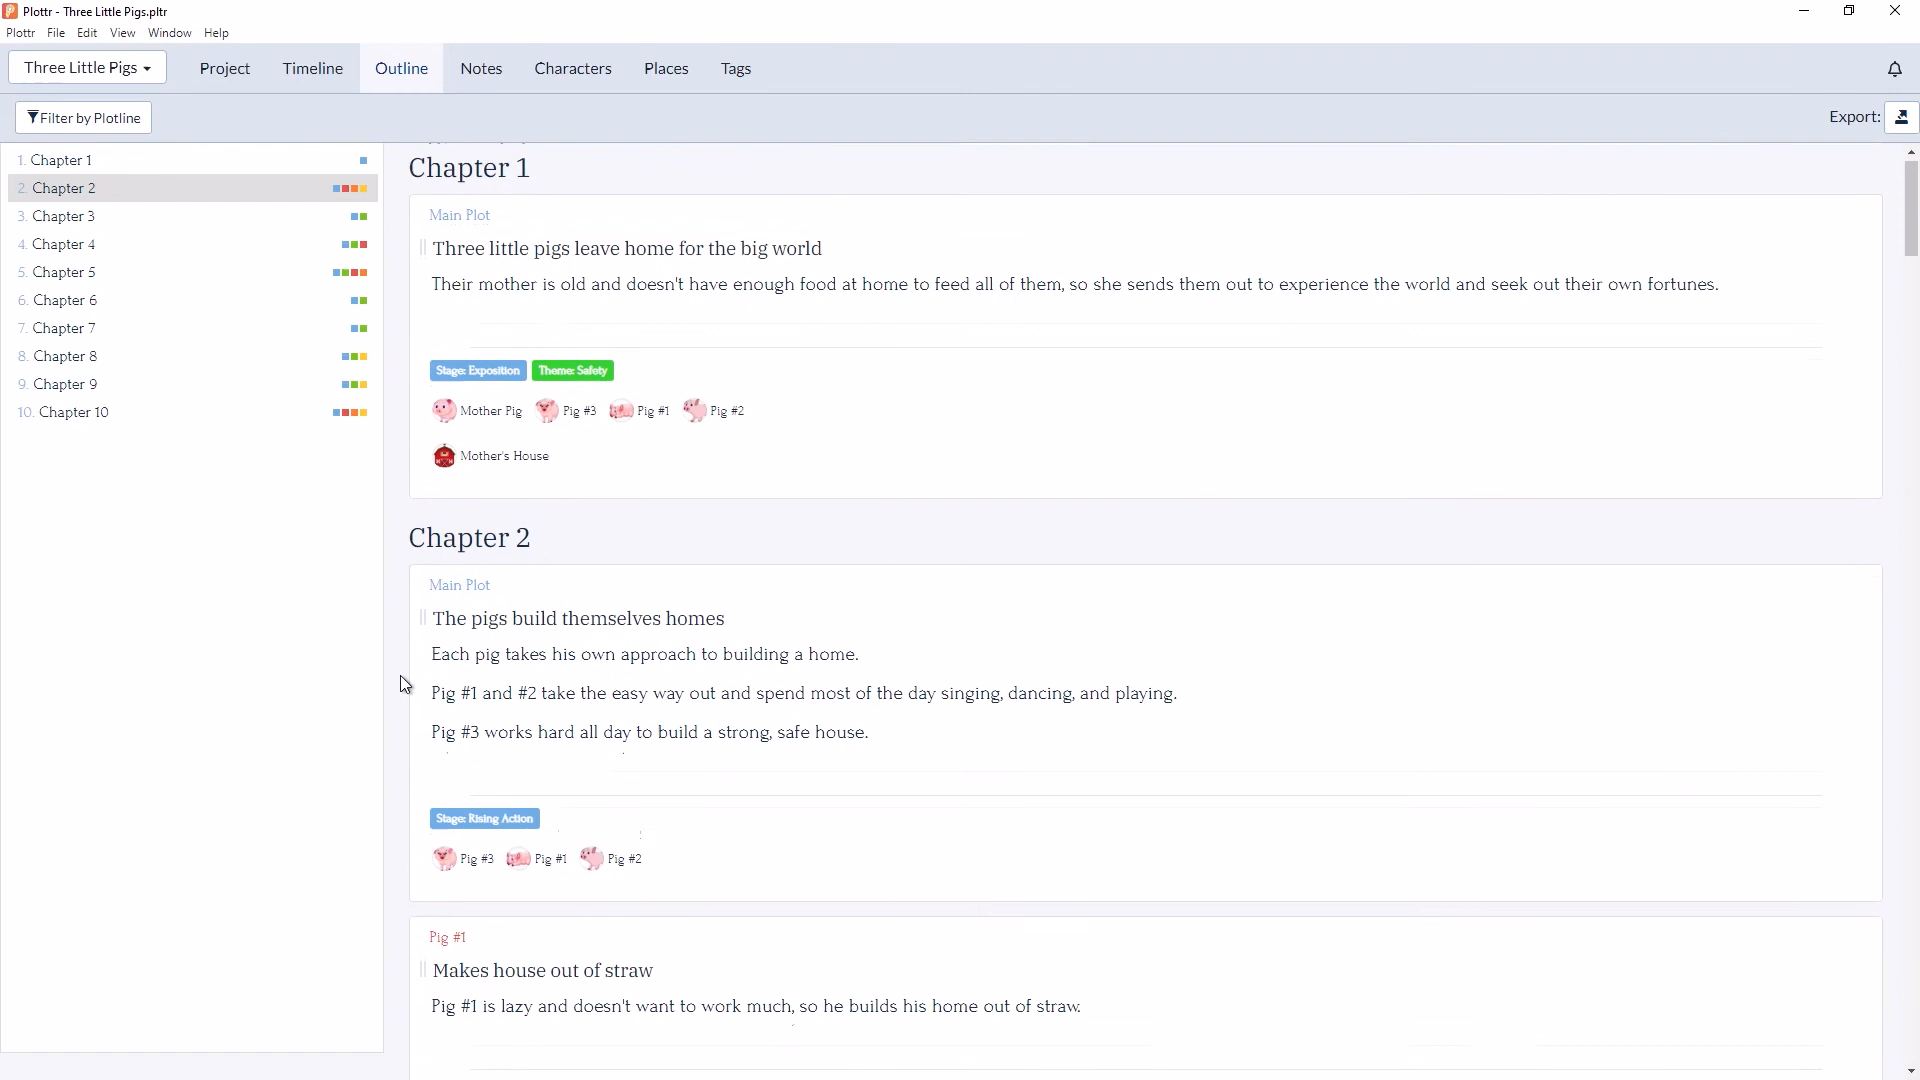 Plottr - Three Little Pigs.pltr
Plottr File Edit View Window Help
Three Little Pigs Project Timeline Outline Notes Characters Places Tags
Filter by Plotline Export:
1. Chapter 1
2. Chapter 2
3. Chapter 3
4. Chapter 4
5. Chapter 5
6. Chapter 6
7. Chapter 7
8. Chapter 8
9. Chapter 9
10. Chapter 10
Chapter 1
Main Plot
Three little pigs leave home for the big world
Their mother is old and doesn't have enough food at home to feed all of them, so she sends them out to experience the world and seek out their own fortunes.
Stage: Exposition Theme: Safety
Mother Pig Pig #3 Pig #1 Pig #2
Mother's House
Chapter 2
Main Plot
The pigs build themselves homes
Each pig takes his own approach to building a home.
Pig #1 and #2 take the easy way out and spend most of the day singing, dancing, and playing.
Pig #3 works hard all day to build a strong, safe house.
Stage: Rising Action
Pig #3 Pig #1 Pig #2
Pig #1
Makes house out of straw
Pig #1 is lazy and doesn't want to work much, so he builds his home out of straw.